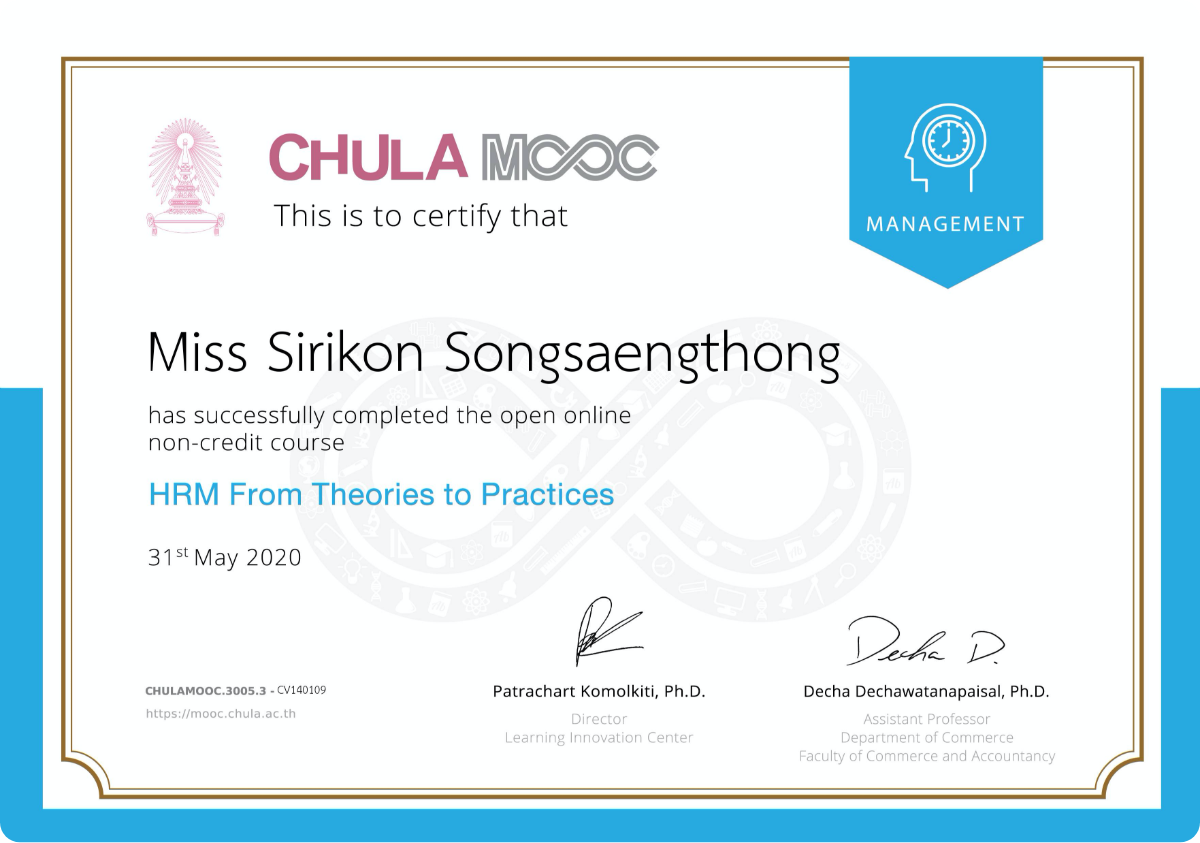 CHULA MOOC
This is to certify that
MANAGEMENT
Miss Sirikon Songsaengthong
has successfully completed the open online
non-credit course
HRM From Theories to Practices
31st May 2020
Decha D.
CHULAMOOC.3005.3 - CV140109
https://mooc.chula.ac.th
Patrachart Komolkiti, Ph.D.
Director
Learning Innovation Center
Decha Dechawatanapaisal, Ph.D.
Assistant Professor
Department of Commerce
Faculty of Commerce and Accountancy